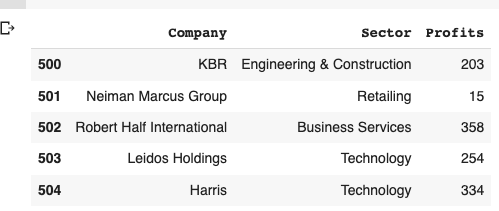 Company Sector Profits
500 KBR Engineering & Construction 203
501 Neiman Marcus Group Retailing 15
502 Robert Half International Business Services 358
503 Leidos Holdings Technology 254
504 Harris Technology 334